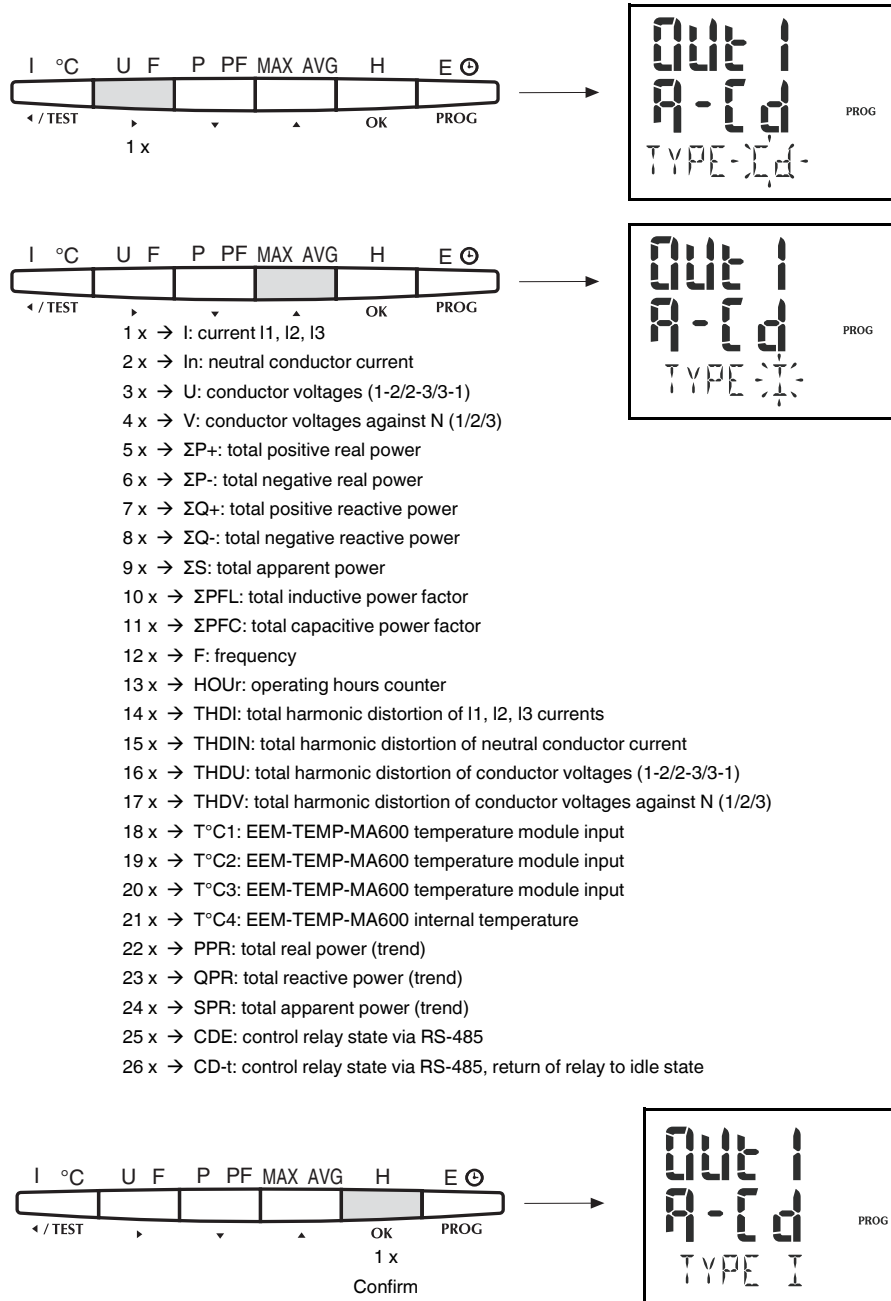 I °C U F P PF MAX AVG H E
/ TEST OK PROG
1 x
OUt 1
A-Cd
PROG
TYPE-Cd-
I °C U F P PF MAX AVG H E
/ TEST OK PROG
OUt 1
A-Cd
PROG
TYPE I
1 x → I: current I1, I2, I3
2 x → In: neutral conductor current
3 x → U: conductor voltages (1-2/2-3/3-1)
4 x → V: conductor voltages against N (1/2/3)
5 x → ΣP+: total positive real power
6 x → ΣP-: total negative real power
7 x → ΣQ+: total positive reactive power
8 x → ΣQ-: total negative reactive power
9 x → ΣS: total apparent power
10 x → ΣPFL: total inductive power factor
11 x → ΣPFC: total capacitive power factor
12 x → F: frequency
13 x → HOUr: operating hours counter
14 x → THDI: total harmonic distortion of I1, I2, I3 currents
15 x → THDIN: total harmonic distortion of neutral conductor current
16 x → THDU: total harmonic distortion of conductor voltages (1-2/2-3/3-1)
17 x → THDV: total harmonic distortion of conductor voltages against N (1/2/3)
18 x → T°C1: EEM-TEMP-MA600 temperature module input
19 x → T°C2: EEM-TEMP-MA600 temperature module input
20 x → T°C3: EEM-TEMP-MA600 temperature module input
21 x → T°C4: EEM-TEMP-MA600 internal temperature
22 x → PPR: total real power (trend)
23 x → QPR: total reactive power (trend)
24 x → SPR: total apparent power (trend)
25 x → CDE: control relay state via RS-485
26 x → CD-t: control relay state via RS-485, return of relay to idle state
I °C U F P PF MAX AVG H E
/ TEST OK PROG
1 x
Confirm
OUt 1
A-Cd
PROG
TYPE I